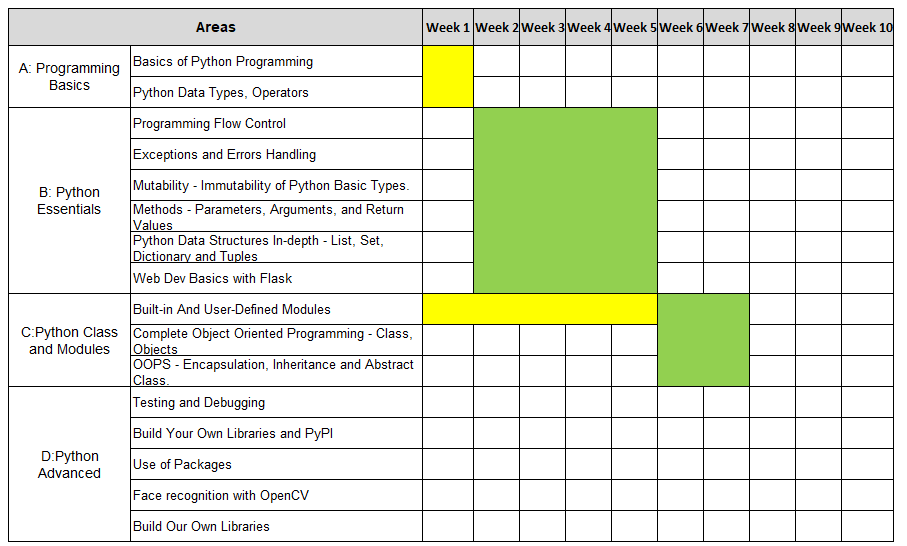 Areas Week 1 Week 2 Week 3 Week 4 Week 5 Week 6 Week 7 Week 8 Week 9 Week 10
A: Programming
Basics
Basics of Python Programming
Python Data Types, Operators
B: Python
Essentials
Programming Flow Control
Exceptions and Errors Handling
Mutability - Immutability of Python Basic Types.
Methods - Parameters, Arguments, and Return
Values
Python Data Structures In-depth - List, Set,
Dictionary and Tuples
Web Dev Basics with Flask
C:Python Class
and Modules
Built-in And User-Defined Modules
Complete Object Oriented Programming - Class,
Objects
OOPS - Encapsulation, Inheritance and Abstract
Class.
D:Python
Advanced
Testing and Debugging
Build Your Own Libraries and PyPI
Use of Packages
Face recognition with OpenCV
Build Our Own Libraries